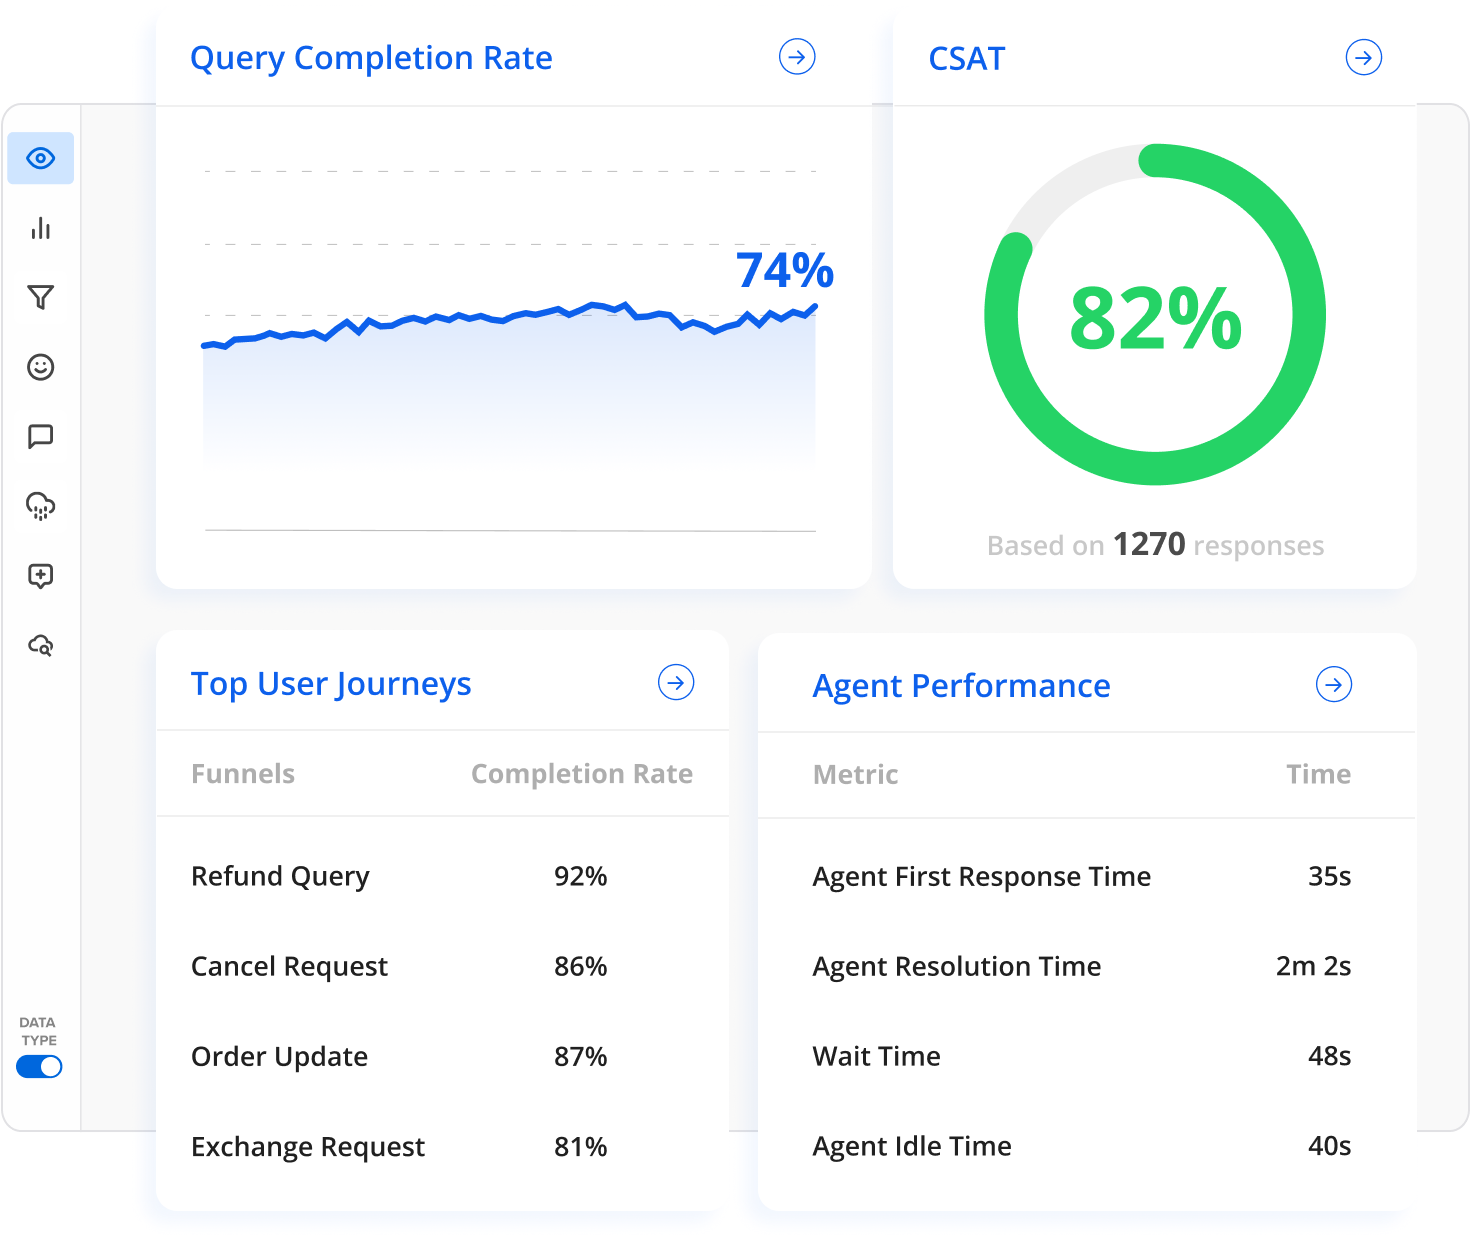 Query Completion Rate
74%
CSAT
82%
Based on 1270 responses
Top User Journeys
Funnels Completion Rate
Refund Query 92%
Cancel Request 86%
Order Update 87%
Exchange Request 81%
Agent Performance
Metric Time
Agent First Response Time 35s
Agent Resolution Time 2m 2s
Wait Time 48s
Agent Idle Time 40s
DATA
TYPE